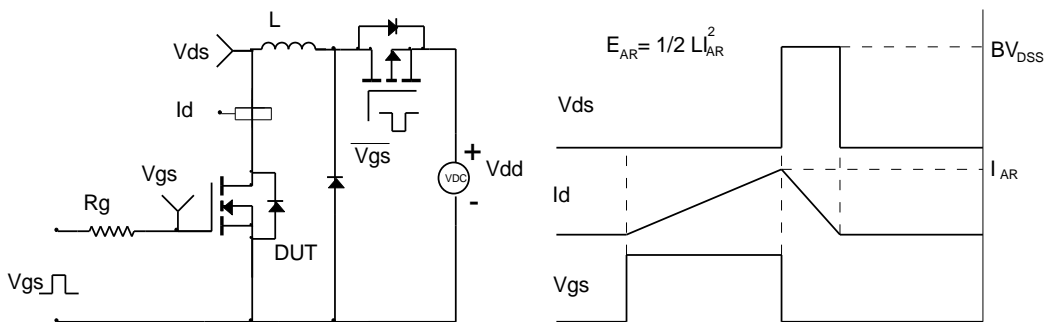 L
Vds
Id
Vgs
Vgs
Rg
DUT
Vgs
+
VDC
Vdd
-
E_AR = 1/2 LI_AR^2
BV_DSS
Vds
I_AR
Id
Vgs